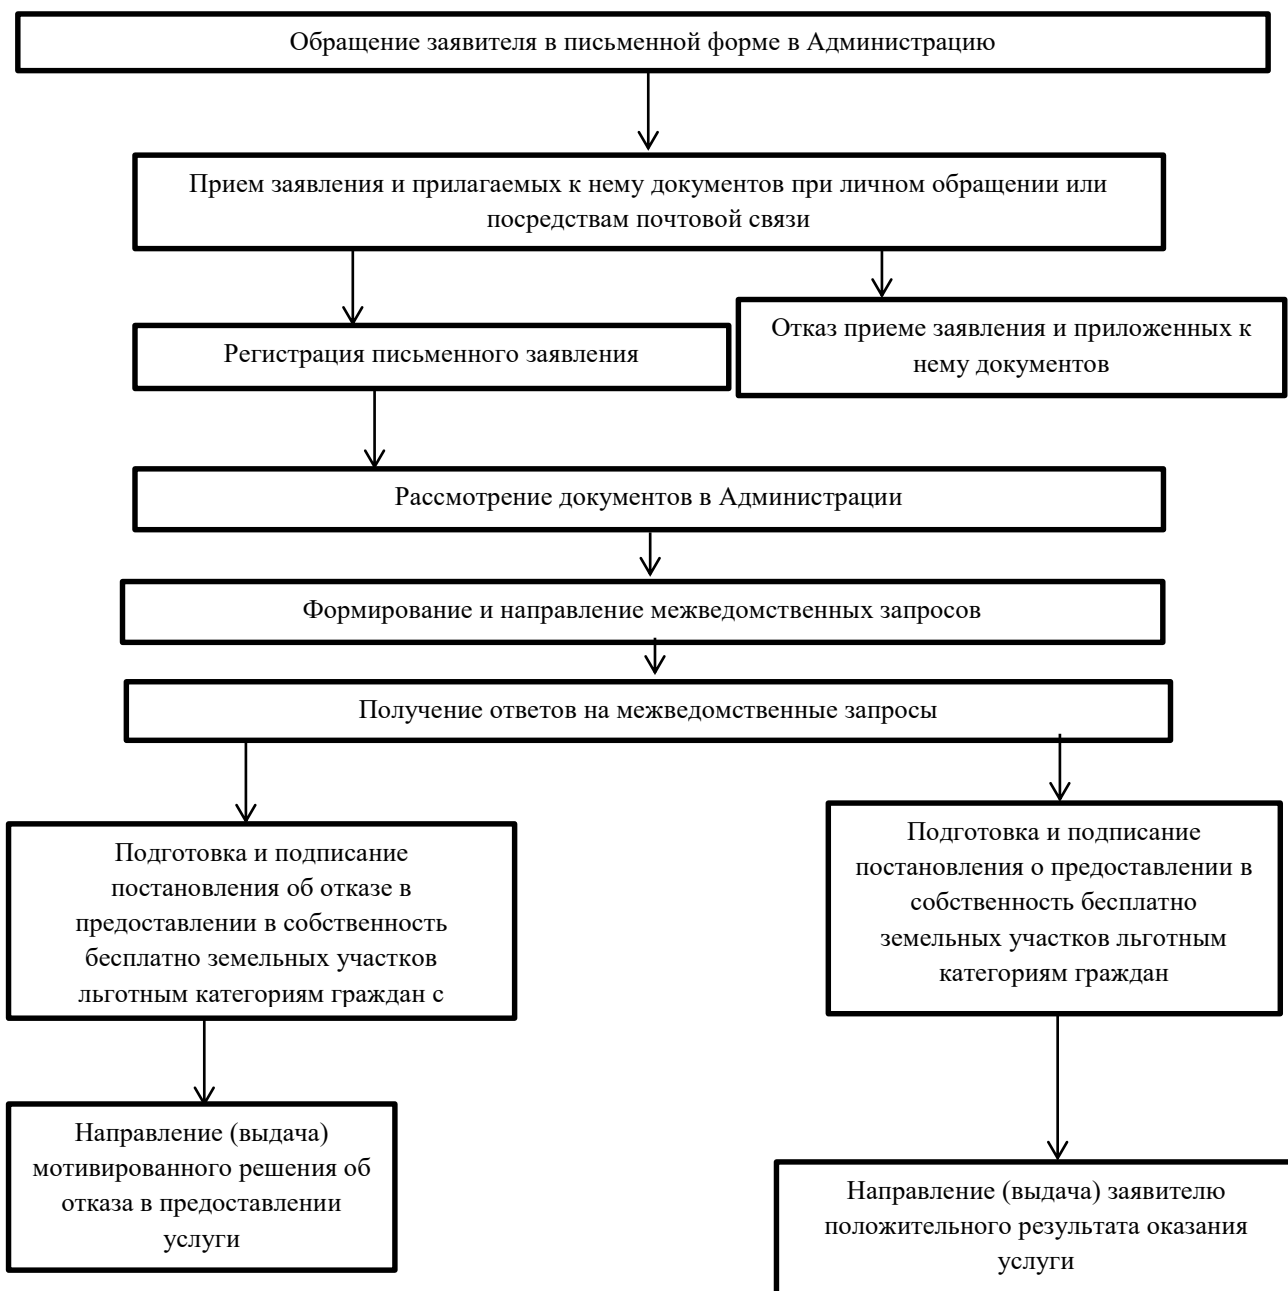 Обращение заявителя в письменной форме в Администрацию
Прием заявления и прилагаемых к нему документов при личном обращении или
посредствам почтовой связи
Регистрация письменного заявления
Отказ приеме заявления и приложенных к
нему документов
Рассмотрение документов в Администрации
Формирование и направление межведомственных запросов
Получение ответов на межведомственные запросы
Подготовка и подписание
постановления об отказе в
предоставлении в собственность
бесплатно земельных участков
льготным категориям граждан с
Подготовка и подписание
постановления о предоставлении в
собственность бесплатно
земельных участков льготным
категориям граждан
Направление (выдача)
мотивированного решения об
отказа в предоставлении
услуги
Направление (выдача) заявителю
положительного результата оказания
услуги